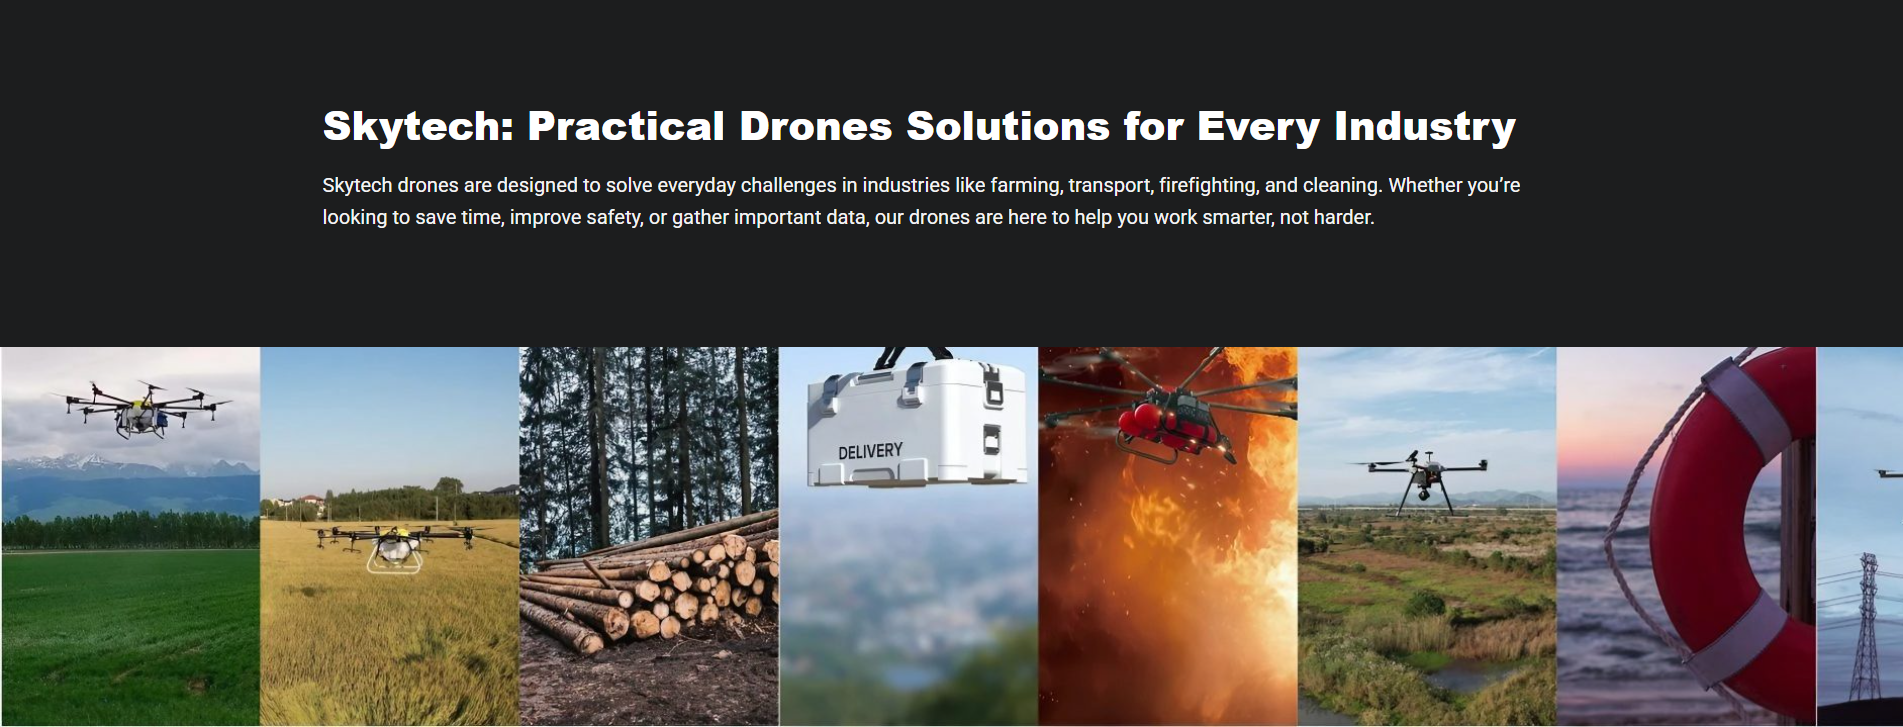 Skytech: Practical Drones Solutions for Every Industry
Skytech drones are designed to solve everyday challenges in industries like farming, transport, firefighting, and cleaning. Whether you’re
looking to save time, improve safety, or gather important data, our drones are here to help you work smarter, not harder.
DELIVERY